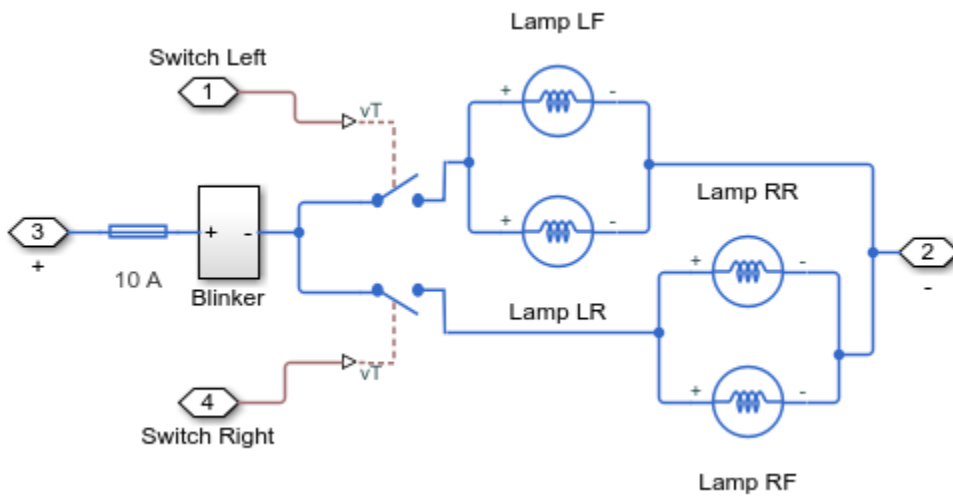 Lamp LF
Switch Left
1
vT
+ -
Lamp RR
+ -
3
+
10 A
+ -
Blinker
+ -
2
-
Lamp LR
4
vT
Switch Right
+ -
Lamp RF